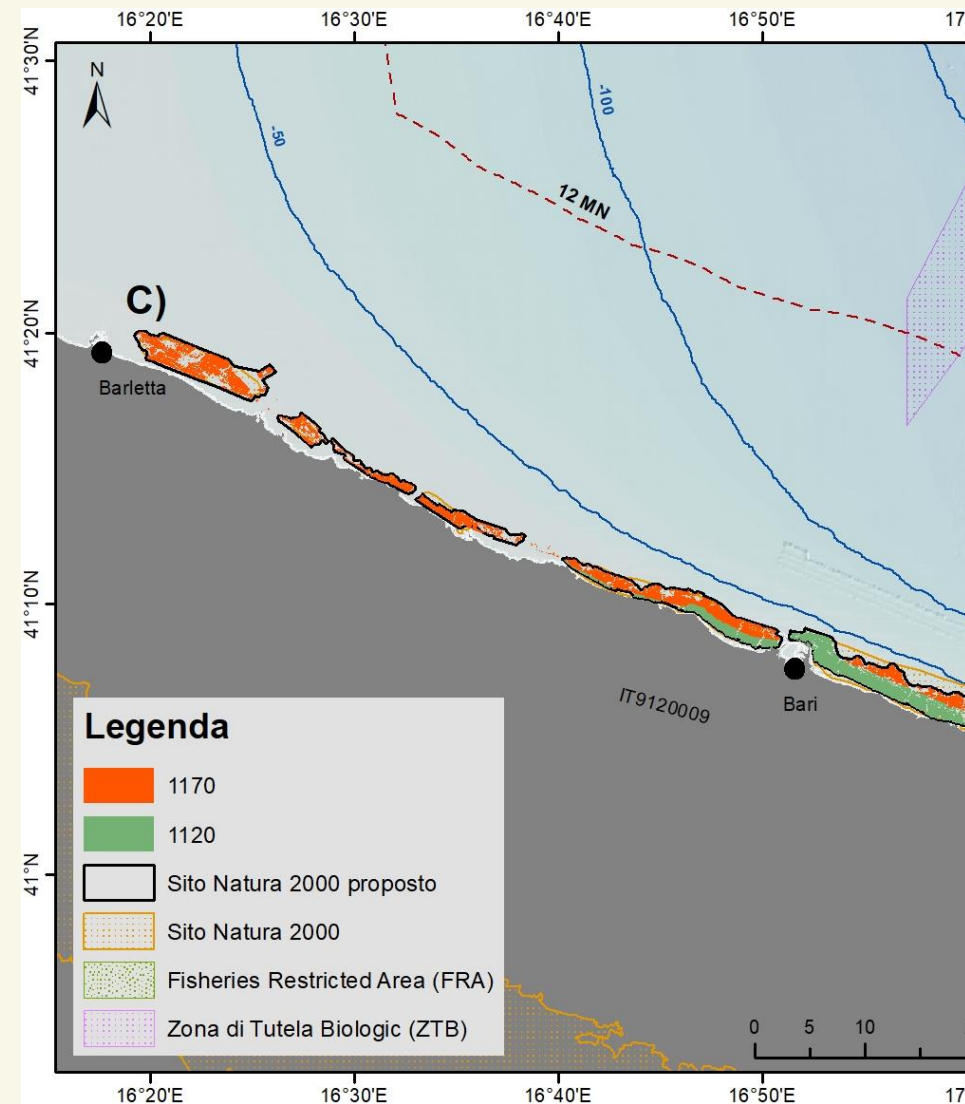 16°20'E 16°30'E 16°40'E 16°50'E 17
41°30'N
N
-50
-100
12 MN
41°20'N
C)
Barletta
41°10'N
IT9120009
Bari
Legenda
1170
1120
41°N
Sito Natura 2000 proposto
Sito Natura 2000
Fisheries Restricted Area (FRA)
Zona di Tutela Biologic (ZTB)
0 5 10
16°20'E 16°30'E 16°40'E 16°50'E 17